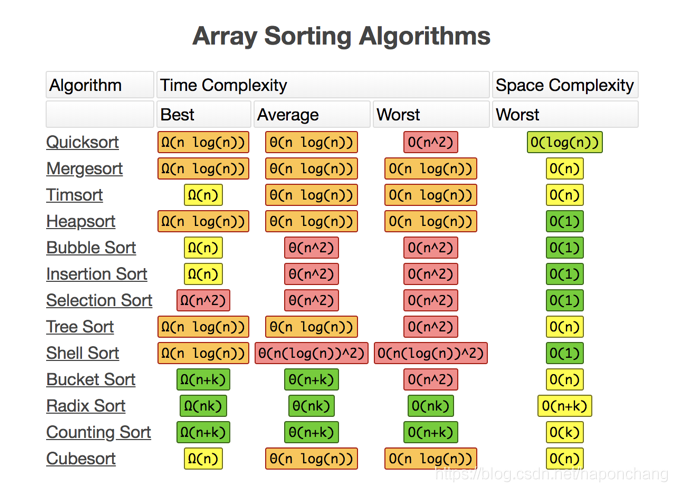 Array Sorting Algorithms
Algorithm Time Complexity Space Complexity
Best Average Worst Worst
Quicksort Ω(n log(n)) Θ(n log(n)) O(n^2) O(log(n))
Mergesort Ω(n log(n)) Θ(n log(n)) O(n log(n)) O(n)
Timsort Ω(n) Θ(n log(n)) O(n log(n)) O(n)
Heapsort Ω(n log(n)) Θ(n log(n)) O(n log(n)) O(1)
Bubble Sort Ω(n) Θ(n^2) O(n^2) O(1)
Insertion Sort Ω(n) Θ(n^2) O(n^2) O(1)
Selection Sort Ω(n^2) Θ(n^2) O(n^2) O(1)
Tree Sort Ω(n log(n)) Θ(n log(n)) O(n^2) O(n)
Shell Sort Ω(n log(n)) Θ(n(log(n))^2) O(n(log(n))^2) O(1)
Bucket Sort Ω(n+k) Θ(n+k) O(n^2) O(n)
Radix Sort Ω(nk) Θ(nk) O(nk) O(n+k)
Counting Sort Ω(n+k) Θ(n+k) O(n+k) O(k)
Cubesort Ω(n) Θ(n log(n)) O(n log(n)) O(n)
https://blog.csdn.net/haponchang